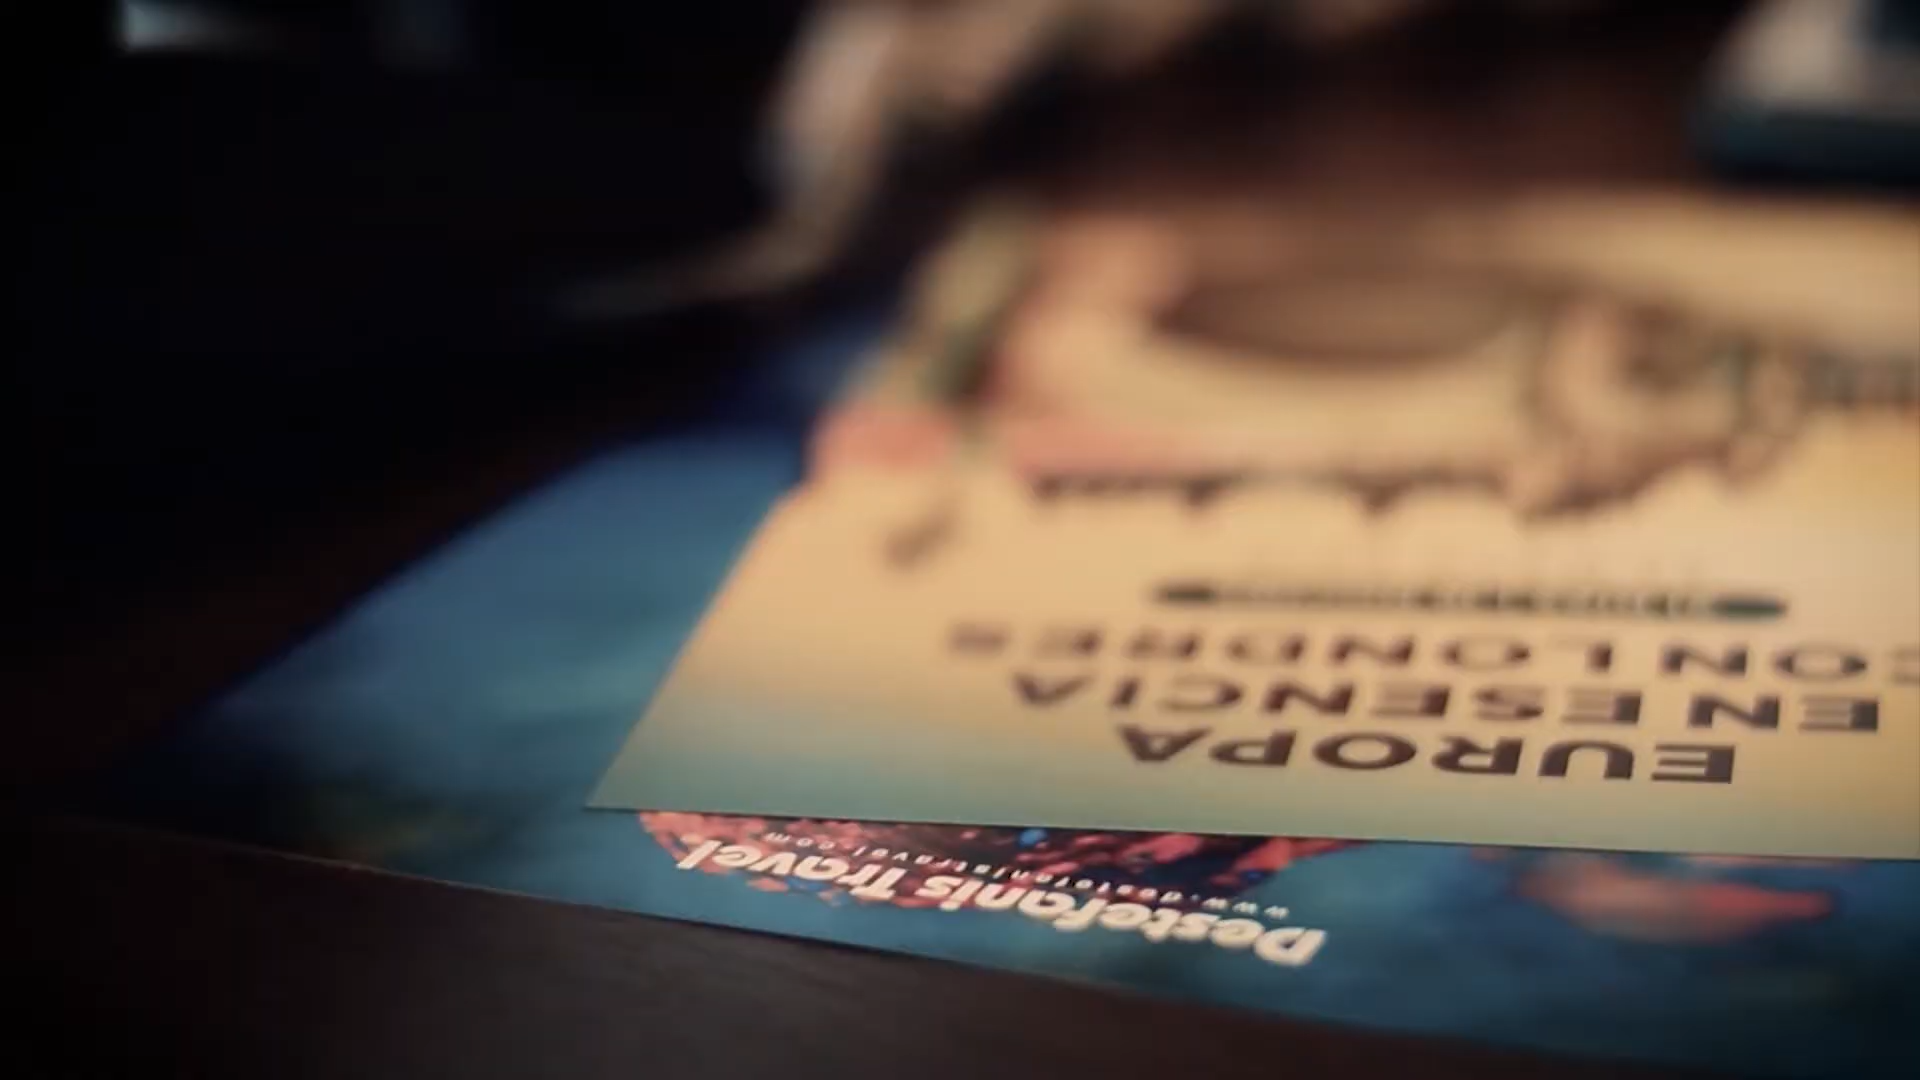 EUROPA
EN ESENCIA
CON LONDRES
Destefanis Travel
www.destefanistravel.com